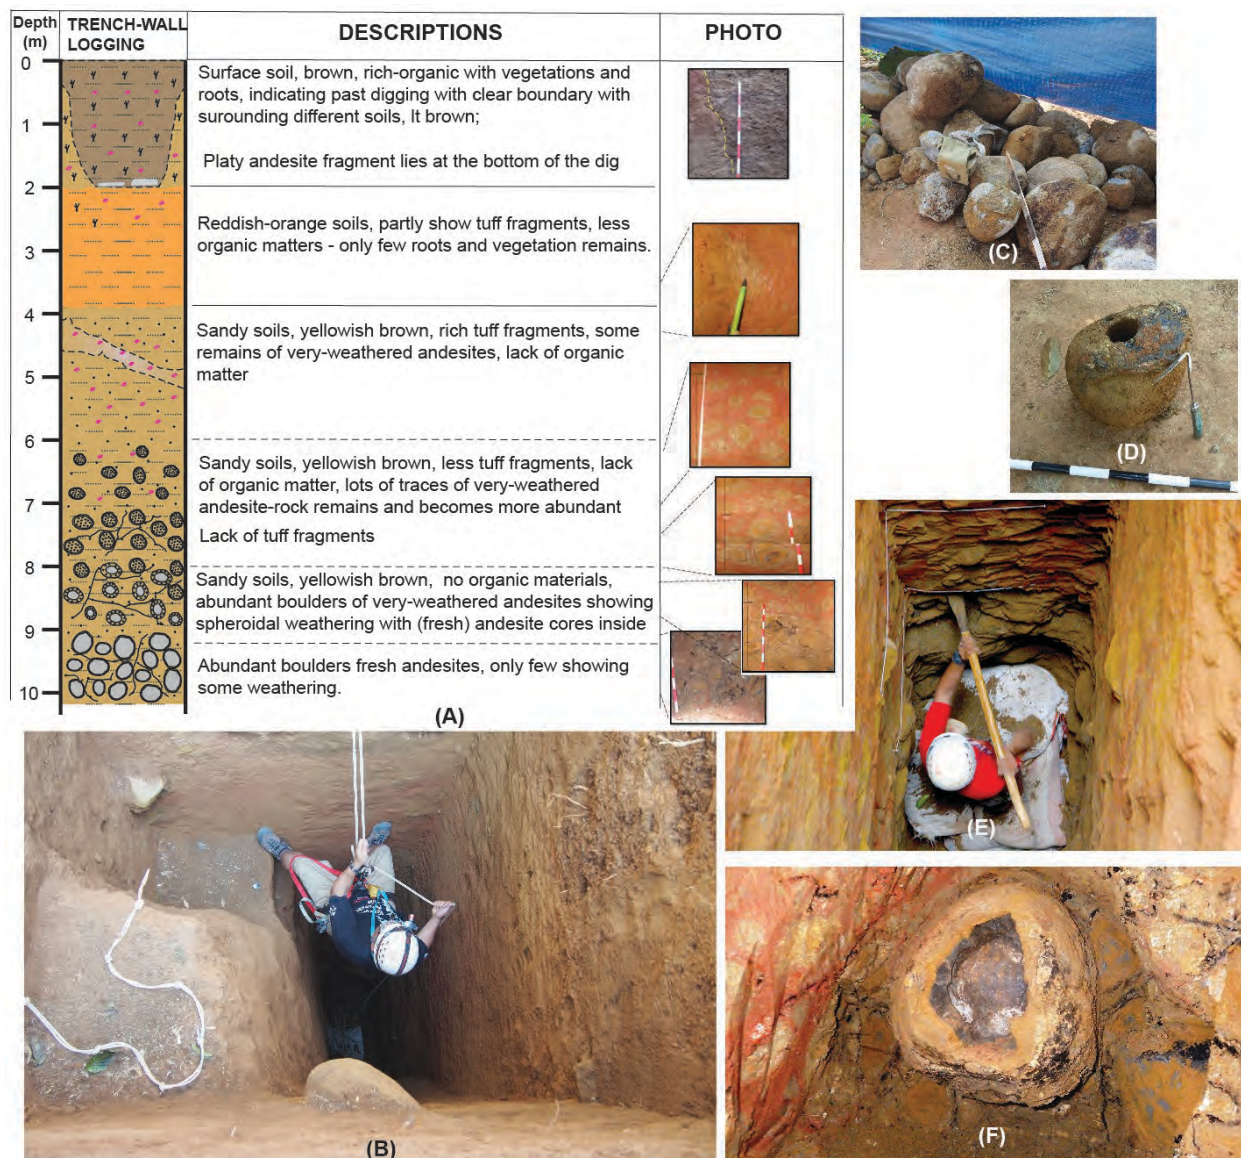 Depth
(m)
TRENCH-WALL
LOGGING
DESCRIPTIONS
PHOTO
0
Surface soil, brown, rich-organic with vegetations and
roots, indicating past digging with clear boundary with
surounding different soils, lt brown;
1
Platy andesite fragment lies at the bottom of the dig
2
Reddish-orange soils, partly show tuff fragments, less
organic matters - only few roots and vegetation remains.
3
4
Sandy soils, yellowish brown, rich tuff fragments, some
remains of very-weathered andesites, lack of organic
matter
5
6
Sandy soils, yellowish brown, less tuff fragments, lack
of organic matter, lots of traces of very-weathered
andesite-rock remains and becomes more abundant
7
Lack of tuff fragments
8
Sandy soils, yellowish brown, no organic materials,
abundant boulders of very-weathered andesites showing
spheroidal weathering with (fresh) andesite cores inside
9
Abundant boulders fresh andesites, only few showing
some weathering.
10
(A)
(B)
(C)
(D)
(E)
(F)